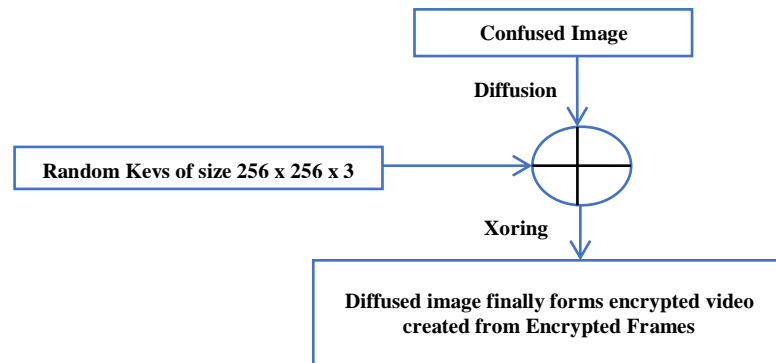 Confused Image
Diffusion
Random Kevs of size 256 x 256 x 3
Xoring
Diffused image finally forms encrypted video
created from Encrypted Frames